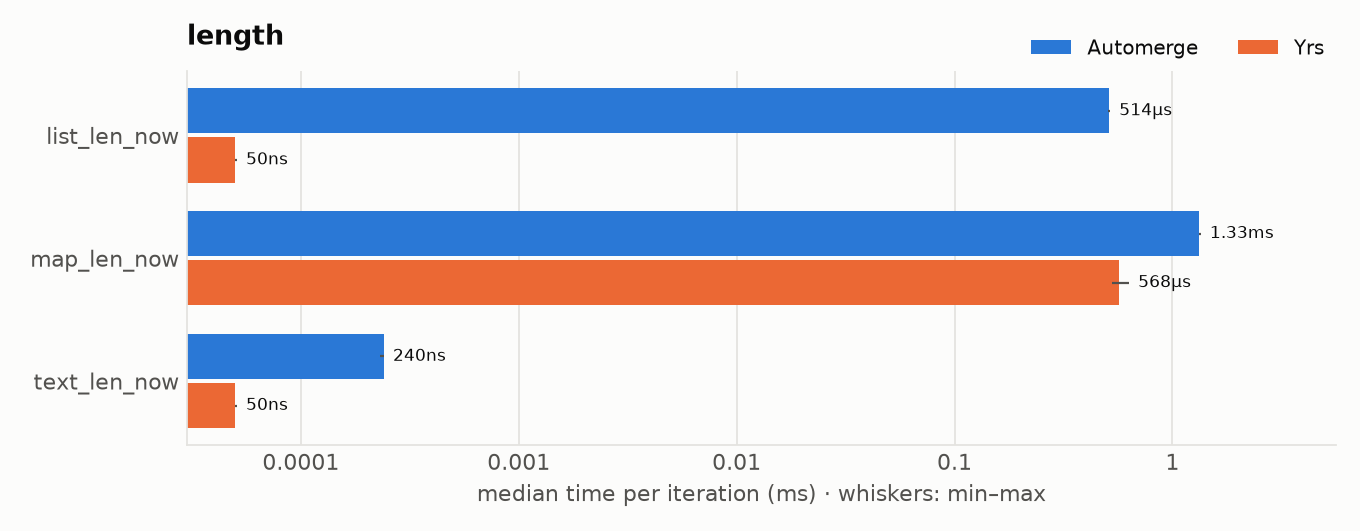 length
Automerge Yrs
list_len_now
514µs
50ns
map_len_now
1.33ms
568µs
text_len_now
240ns
50ns
0.0001 0.001 0.01 0.1 1
median time per iteration (ms) · whiskers: min–max